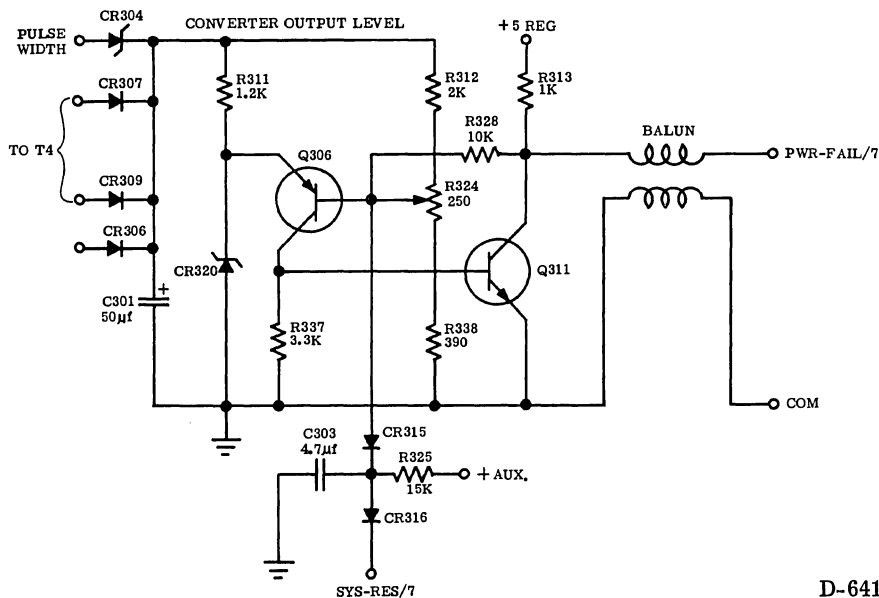 CR304
CONVERTER OUTPUT LEVEL
+5 REG
PULSE
WIDTH
CR307
R311
1.2K
R312
2K
R313
1K
R328
10K
BALUN
TO T4
Q306
PWR-FAIL/7
CR309
R324
250
CR306
CR320
Q311
C301
50μf
+
R337
3.3K
R338
390
COM
C303
4.7μf
CR315
R325
15K
+ AUX.
CR316
SYS-RES/7
D-641